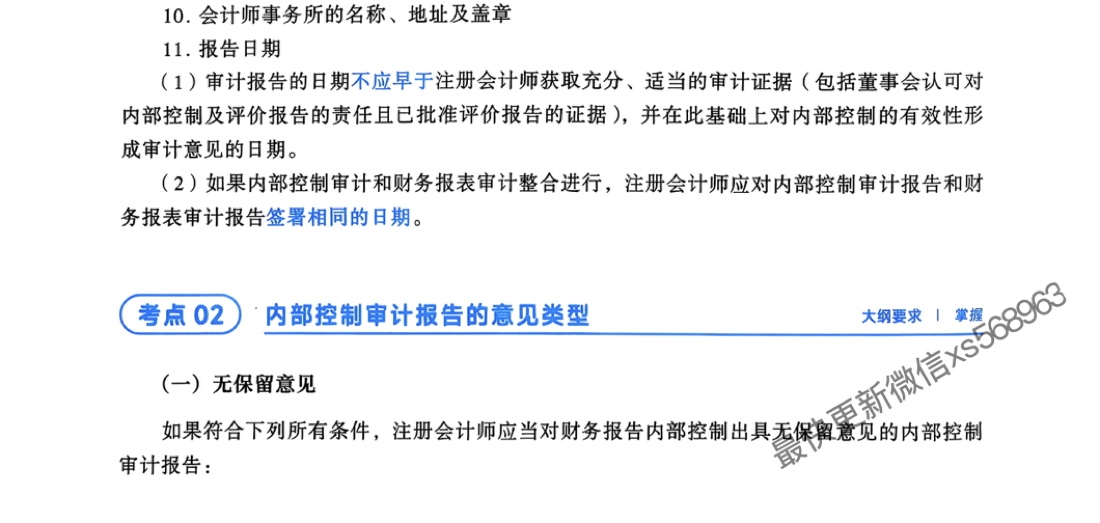 10. 会计师事务所的名称、地址及盖章
11. 报告日期
（1）审计报告的日期不应早于注册会计师获取充分、适当的审计证据（包括董事会认可对
内部控制及评价报告的责任且已批准评价报告的证据），并在此基础上对内部控制的有效性形
成审计意见的日期。
（2）如果内部控制审计和财务报表审计整合进行，注册会计师应对内部控制审计报告和财
务报表审计报告签署相同的日期。
考点 02 内部控制审计报告的意见类型 大纲要求 | 掌握
（一）无保留意见
如果符合下列所有条件，注册会计师应当对财务报告内部控制出具无保留意见的内部控制
审计报告：
最快更新微信xs568963